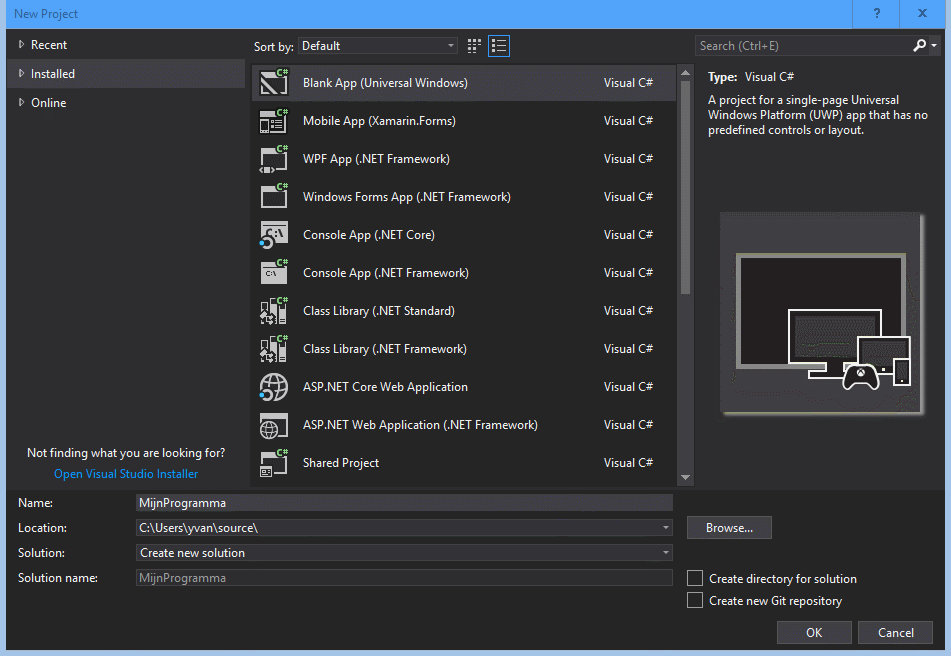 New Project
?
Recent
Installed
Online
Not finding what you are looking for?
Open Visual Studio Installer
Sort by: Default
Search (Ctrl+E)
Blank App (Universal Windows) Visual C#
Mobile App (Xamarin.Forms) Visual C#
WPF App (.NET Framework) Visual C#
Windows Forms App (.NET Framework) Visual C#
Console App (.NET Core) Visual C#
Console App (.NET Framework) Visual C#
Class Library (.NET Standard) Visual C#
Class Library (.NET Framework) Visual C#
ASP.NET Core Web Application Visual C#
ASP.NET Web Application (.NET Framework) Visual C#
Shared Project Visual C#
Type: Visual C#
A project for a single-page Universal
Windows Platform (UWP) app that has no
predefined controls or layout.
Name: MijnProgramma
Location: C:\Users\yvan\source\
Browse...
Solution: Create new solution
Solution name: MijnProgramma
Create directory for solution
Create new Git repository
OK Cancel